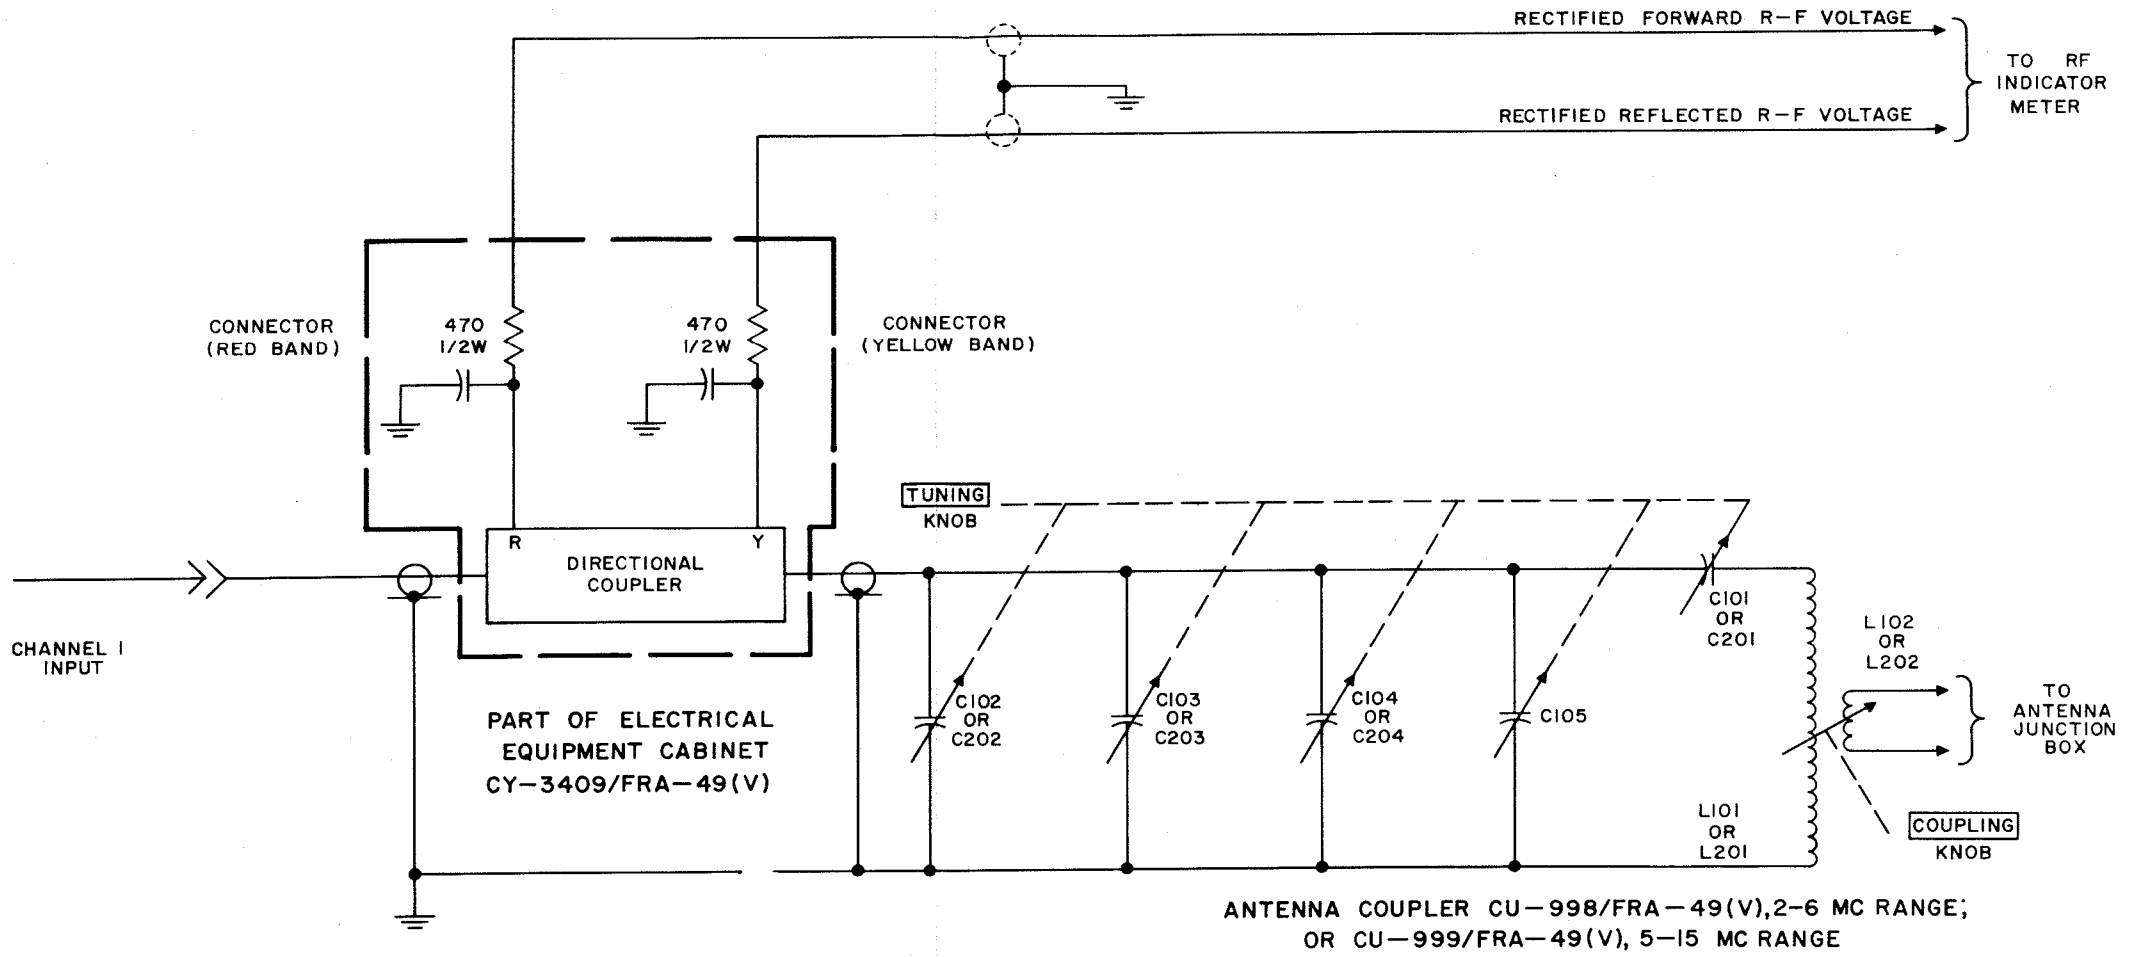 RECTIFIED FORWARD R-F VOLTAGE
TO RF
INDICATOR
METER
RECTIFIED REFLECTED R-F VOLTAGE
CONNECTOR
(RED BAND)
470
1/2W
470
1/2W
CONNECTOR
(YELLOW BAND)
TUNING
KNOB
R
Y
DIRECTIONAL
COUPLER
CHANNEL 1
INPUT
C101
OR
C201
L102
OR
L202
C102
OR
C202
C103
OR
C203
C104
OR
C204
C105
TO
ANTENNA
JUNCTION
BOX
PART OF ELECTRICAL
EQUIPMENT CABINET
CY-3409/FRA-49(V)
L101
OR
L201
COUPLING
KNOB
ANTENNA COUPLER CU-998/FRA-49(V),2-6 MC RANGE;
OR CU-999/FRA-49(V), 5-15 MC RANGE